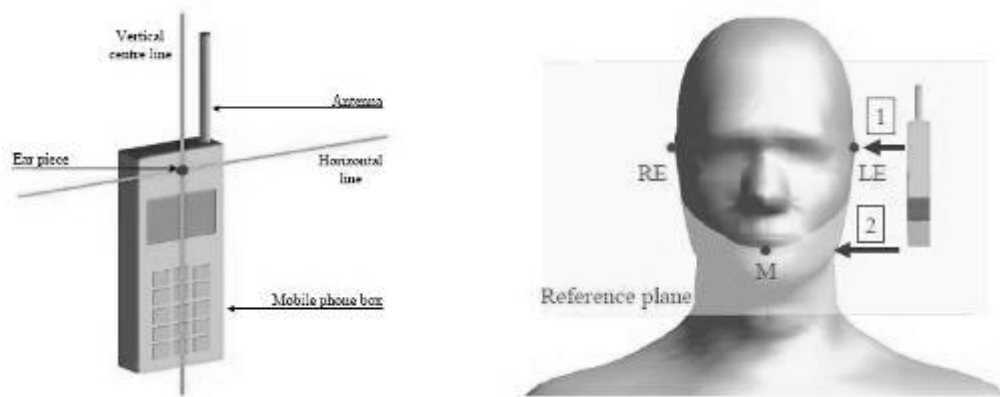 Vertical
centre line
Antenna
Ear piece
Horizontal
line
Mobile phone box
1
RE
LE
2
M
Reference plane